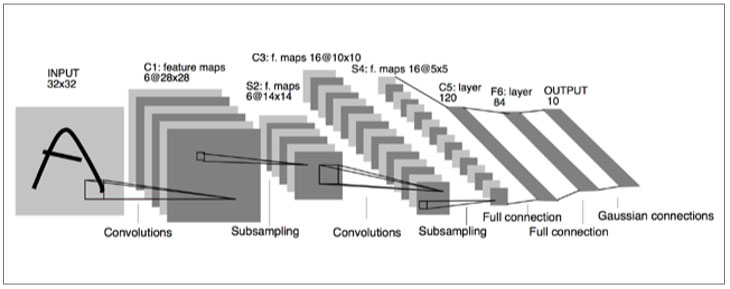 INPUT
32x32
C1: feature maps
6@28x28
S2: f. maps
6@14x14
C3: f. maps 16@10x10
S4: f. maps 16@5x5
C5: layer
120
F6: layer
84
OUTPUT
10
Convolutions
Subsampling
Convolutions
Subsampling
Full connection
Full connection
Gaussian connections
A